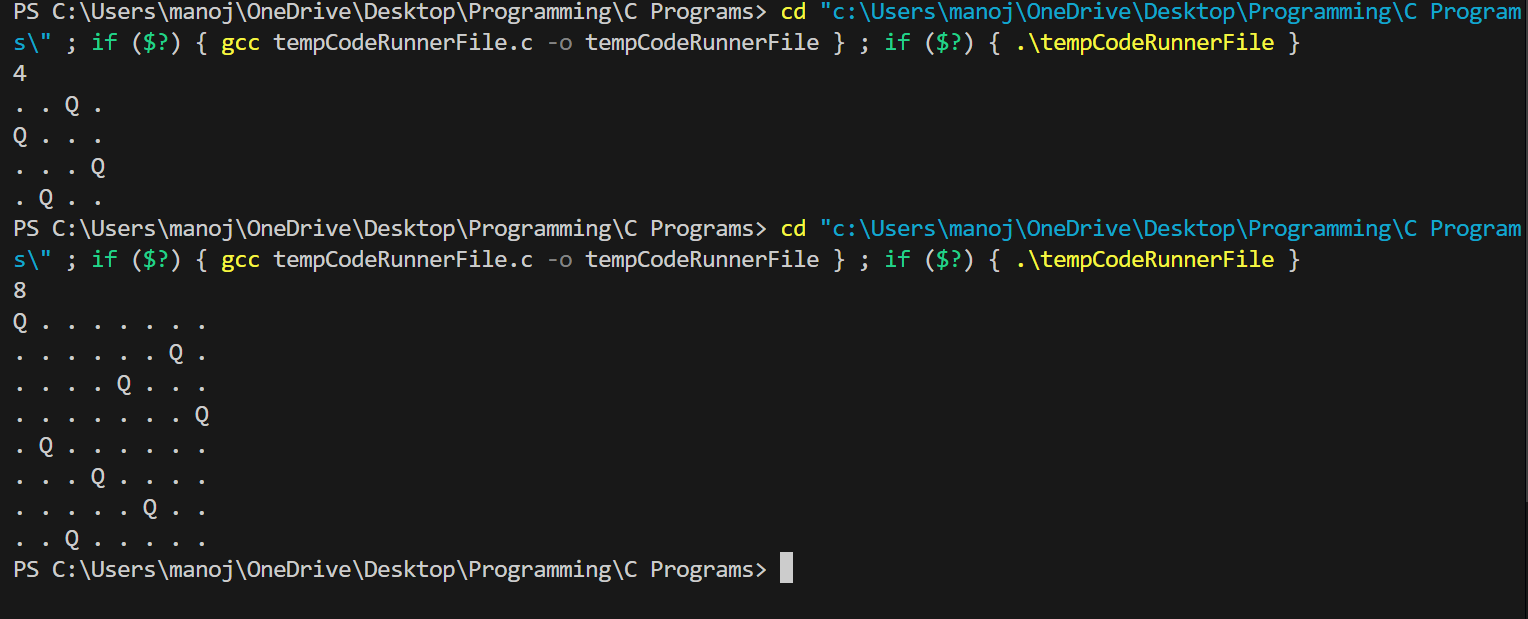 PS C:\Users\manoj\OneDrive\Desktop\Programming\C Programs> cd "c:\Users\manoj\OneDrive\Desktop\Programming\C Program
s\" ; if ($?) { gcc tempCodeRunnerFile.c -o tempCodeRunnerFile } ; if ($?) { .\tempCodeRunnerFile }
4
. . Q .
Q . . .
. . . Q
. Q . .
PS C:\Users\manoj\OneDrive\Desktop\Programming\C Programs> cd "c:\Users\manoj\OneDrive\Desktop\Programming\C Program
s\" ; if ($?) { gcc tempCodeRunnerFile.c -o tempCodeRunnerFile } ; if ($?) { .\tempCodeRunnerFile }
8
Q . . . . . . .
. . . . . . Q .
. . . . Q . . .
. . . . . . . Q
. Q . . . . . .
. . . Q . . . .
. . . . . Q . .
. . Q . . . . .
PS C:\Users\manoj\OneDrive\Desktop\Programming\C Programs>